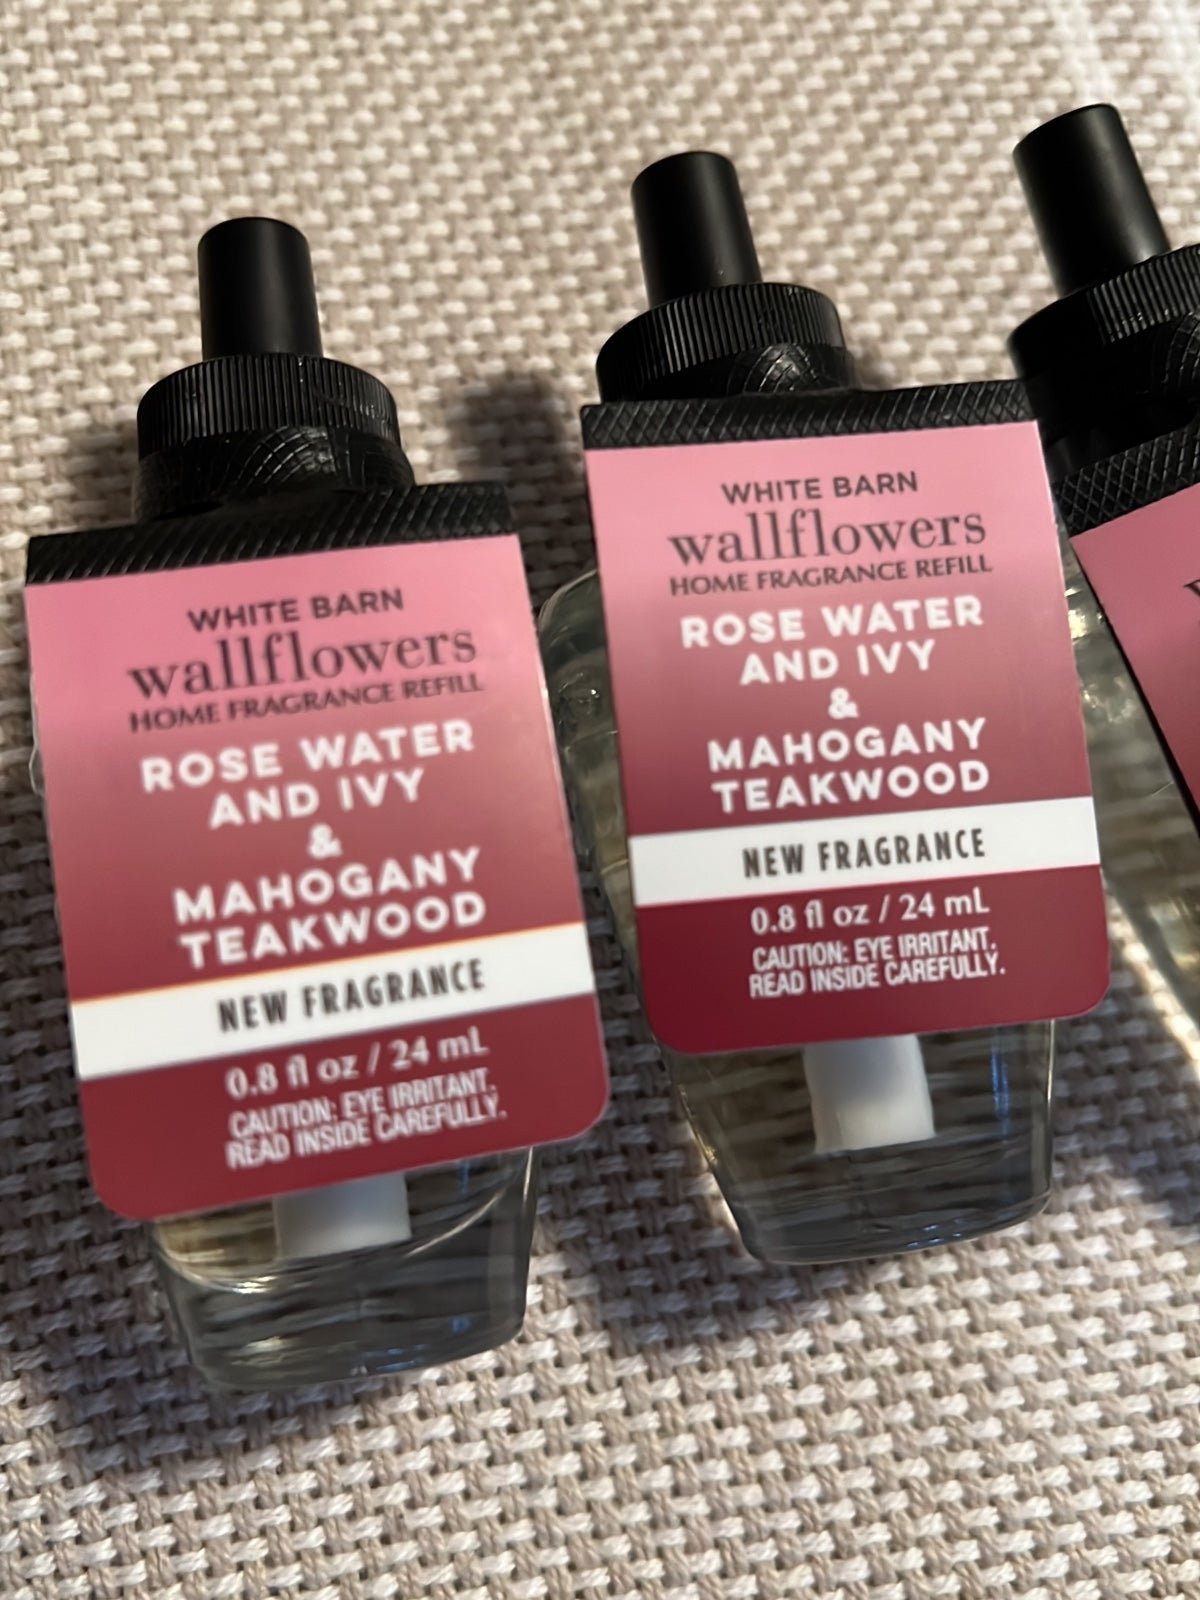 WHITE BARN
wallflowers
HOME FRAGRANCE REFILL
ROSE WATER
AND IVY
&
MAHOGANY
TEAKWOOD
NEW FRAGRANCE
0.8 fl oz / 24 mL
CAUTION: EYE IRRITANT.
READ INSIDE CAREFULLY.
WHITE BARN
wallflowers
HOME FRAGRANCE REFILL
ROSE WATER
AND IVY
&
MAHOGANY
TEAKWOOD
NEW FRAGRANCE
0.8 fl oz / 24 mL
CAUTION: EYE IRRITANT.
READ INSIDE CAREFULLY.